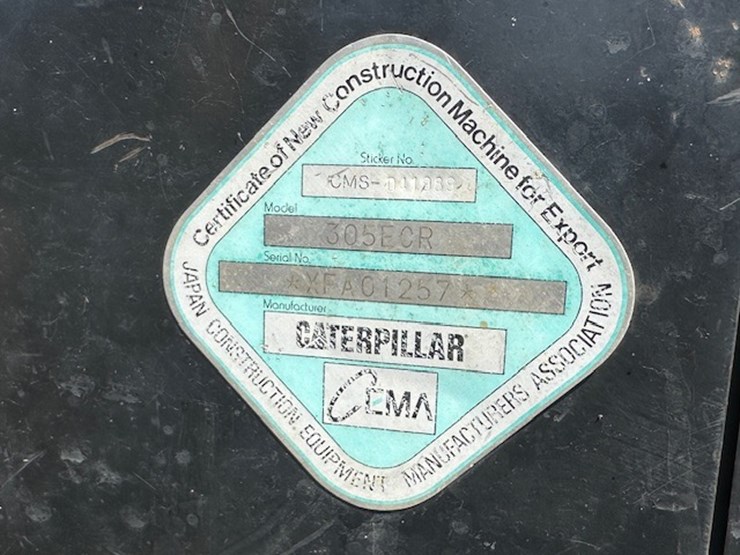 Certificate of New Construction Machine for Export
Sticker No.
CMS-
Model
305ECR
Serial No.
*XFA01257*
Manufacturer
CATERPILLAR
CEMA
JAPAN CONSTRUCTION EQUIPMENT MANUFACTURERS ASSOCIATION